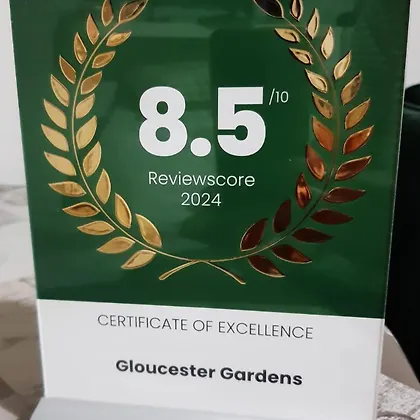 8.5/10
Reviewscore
2024
CERTIFICATE OF EXCELLENCE
Gloucester Gardens